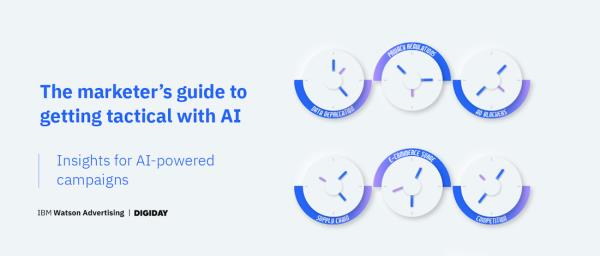 The marketer's guide to
getting tactical with AI
Insights for AI-powered
campaigns
IBM Watson Advertising | DIGIDAY
DATA DEPRECATION
PRIVACY REGULATIONS
AD BLOCKERS
SUPPLY CHAIN
E-COMMERCE SURGE
COMPETITION